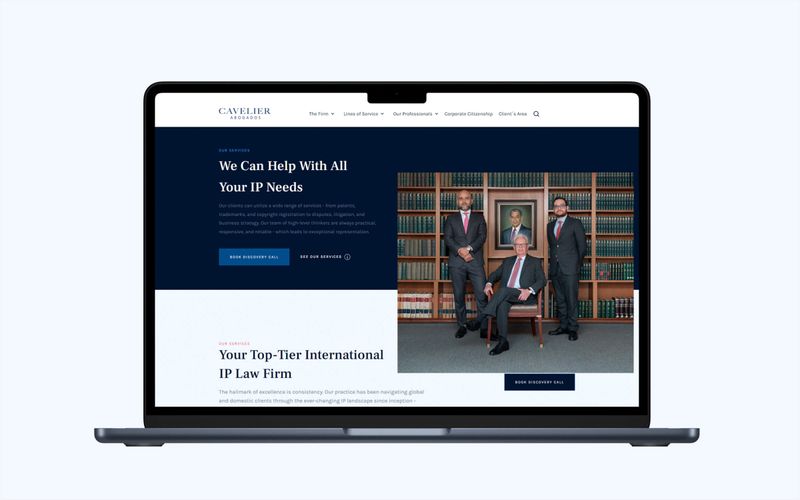 CAVELIER
ABOGADOS
The Firm
Lines of Service
Our Professionals
Corporate Citizenship
Client's Area
OUR SERVICES
We Can Help With All
Your IP Needs
Our clients can utilize a wide range of services - from patents,
trademarks, and copyright registration to disputes, litigation, and
business strategy. Our team of high-level thinkers are always practical,
responsive, and reliable - which leads to exceptional representation.
BOOK DISCOVERY CALL
SEE OUR SERVICES
OUR SERVICES
Your Top-Tier International
IP Law Firm
The hallmark of excellence is consistency. Our practice has been navigating global
and domestic clients through the ever-changing IP landscape since inception -
BOOK DISCOVERY CALL